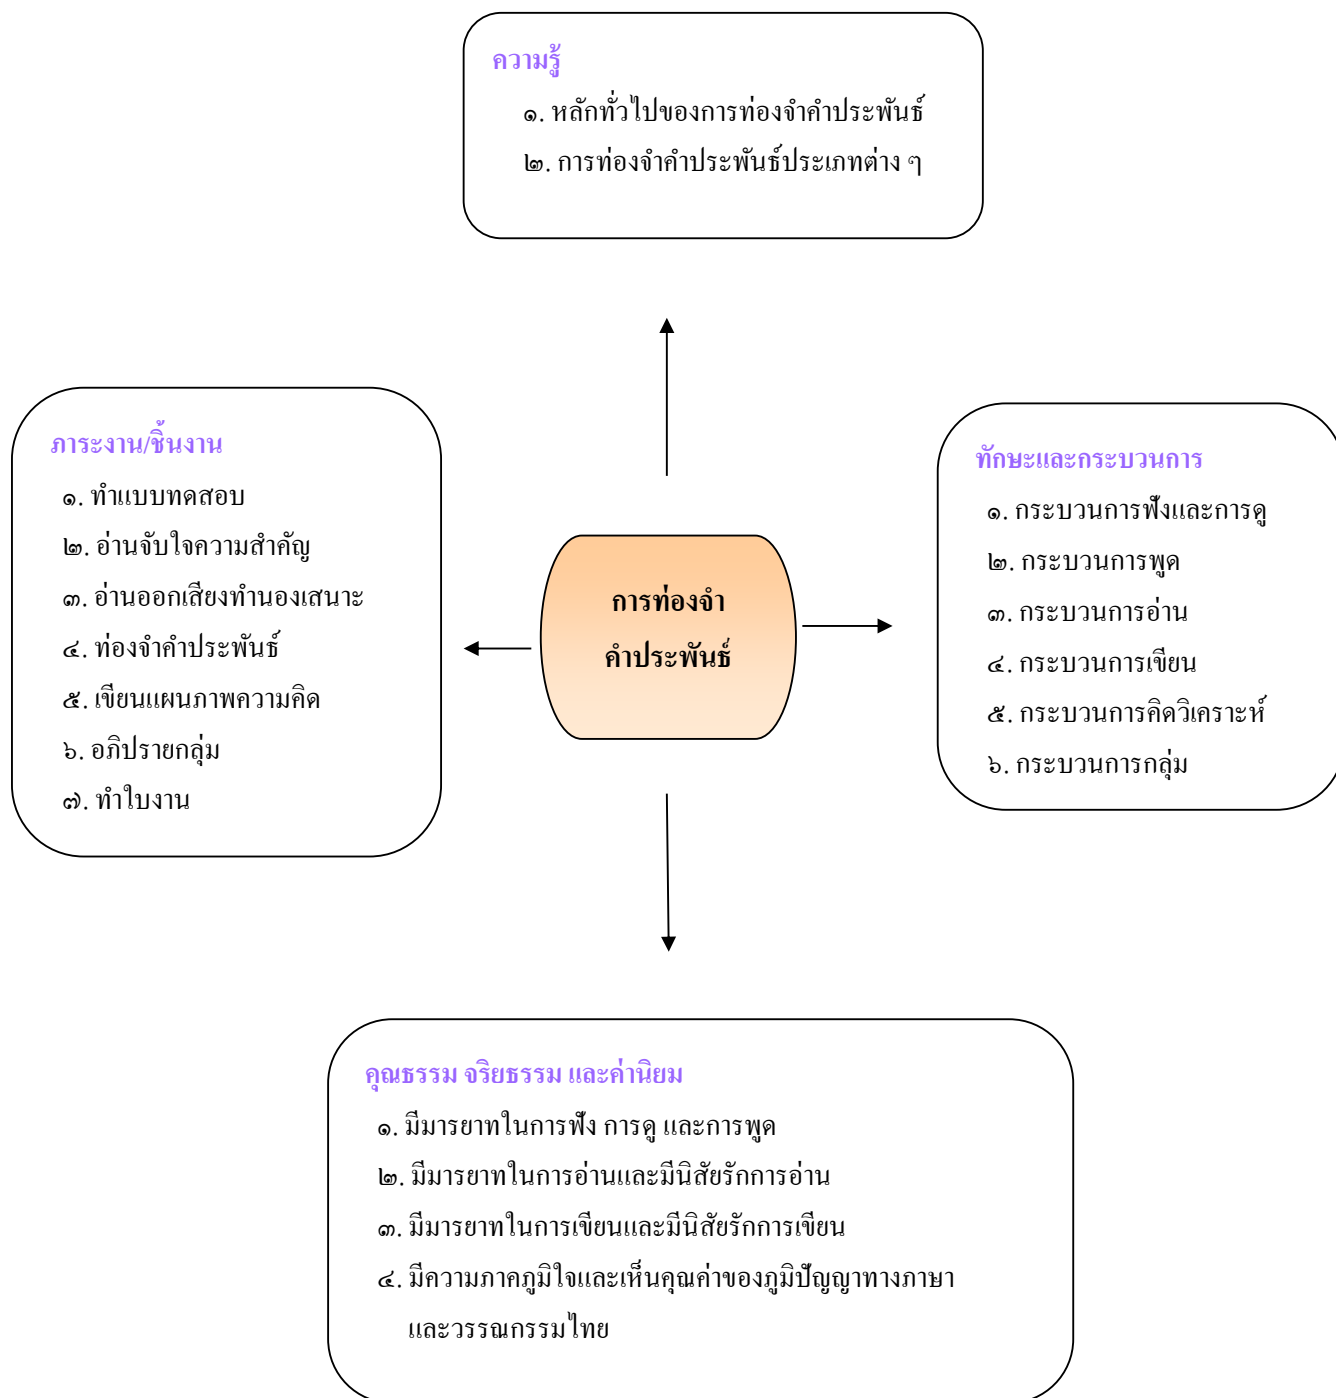 ความรู้
๑. หลักทั่วไปของการท่องจำคำประพันธ์
๒. การท่องจำคำประพันธ์ประเภทต่าง ๆ
ภาระงาน/ชิ้นงาน
๑. ทำแบบทดสอบ
๒. อ่านจับใจความสำคัญ
๓. อ่านออกเสียงทำนองเสนาะ
๔. ท่องจำคำประพันธ์
๕. เขียนแผนภาพความคิด
๖. อภิปรายกลุ่ม
๗. ทำใบงาน
การท่องจำ
คำประพันธ์
ทักษะและกระบวนการ
๑. กระบวนการฟังและการดู
๒. กระบวนการพูด
๓. กระบวนการอ่าน
๔. กระบวนการเขียน
๕. กระบวนการคิดวิเคราะห์
๖. กระบวนการกลุ่ม
คุณธรรม จริยธรรม และค่านิยม
๑. มีมารยาทในการฟัง การดู และการพูด
๒. มีมารยาทในการอ่านและมีนิสัยรักการอ่าน
๓. มีมารยาทในการเขียนและมีนิสัยรักการเขียน
๔. มีความภาคภูมิใจและเห็นคุณค่าของภูมิปัญญาทางภาษา
และวรรณกรรมไทย